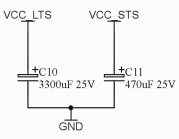 VCC_LTS VCC_STS
+ C10 + C11
3300uF 25V 470uF 25V
GND